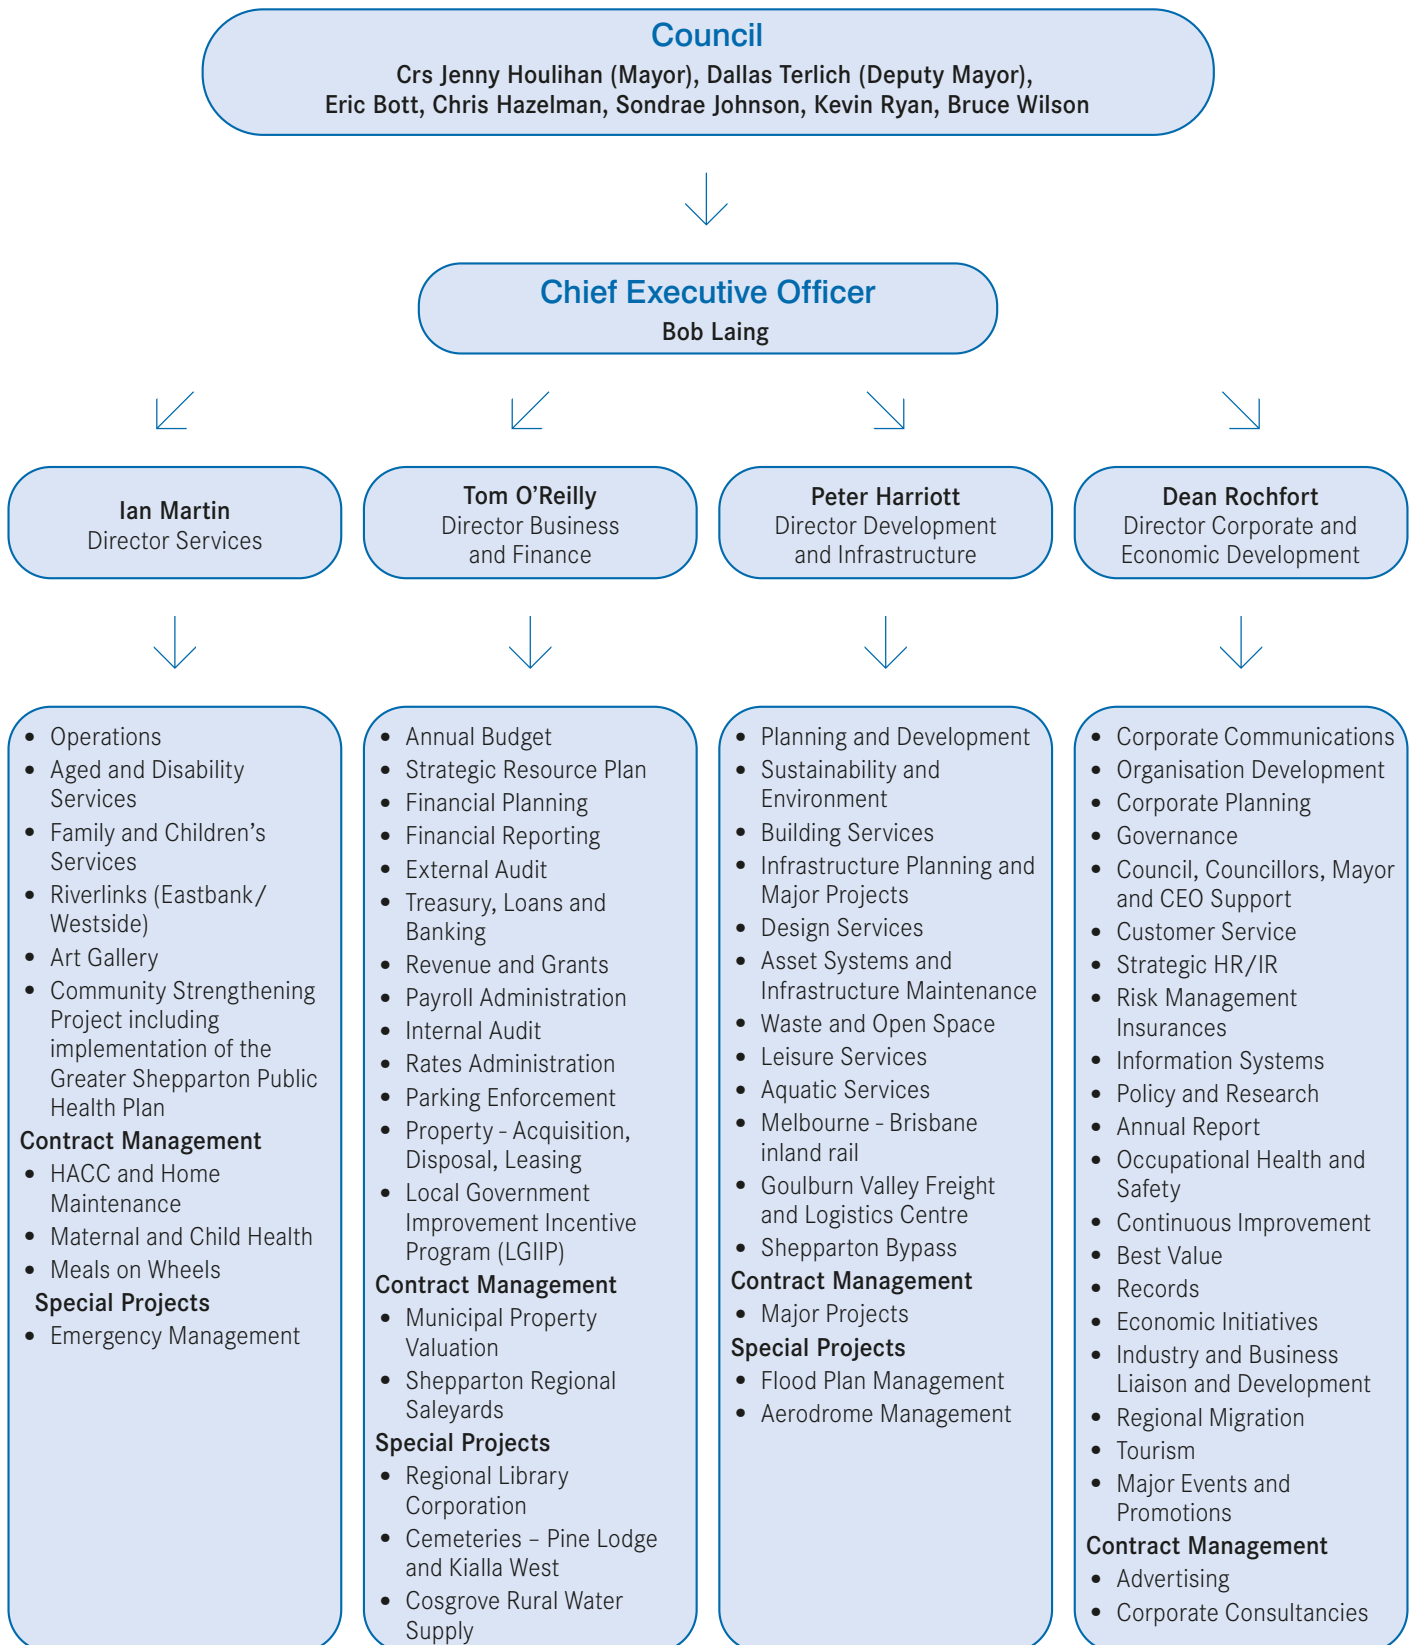 Council
Crs Jenny Houlihan (Mayor), Dallas Terlich (Deputy Mayor),
Eric Bott, Chris Hazelman, Sondrae Johnson, Kevin Ryan, Bruce Wilson
Chief Executive Officer
Bob Laing
Ian Martin
Director Services
Tom O’Reilly
Director Business
and Finance
Peter Harriott
Director Development
and Infrastructure
Dean Rochfort
Director Corporate and
Economic Development
• Operations
• Aged and Disability
Services
• Family and Children’s
Services
• Riverlinks (Eastbank/
Westside)
• Art Gallery
• Community Strengthening
Project including
implementation of the
Greater Shepparton Public
Health Plan
Contract Management
• HACC and Home
Maintenance
• Maternal and Child Health
• Meals on Wheels
Special Projects
• Emergency Management
• Annual Budget
• Strategic Resource Plan
• Financial Planning
• Financial Reporting
• External Audit
• Treasury, Loans and
Banking
• Revenue and Grants
• Payroll Administration
• Internal Audit
• Rates Administration
• Parking Enforcement
• Property - Acquisition,
Disposal, Leasing
• Local Government
Improvement Incentive
Program (LGIIP)
Contract Management
• Municipal Property
Valuation
• Shepparton Regional
Saleyards
Special Projects
• Regional Library
Corporation
• Cemeteries – Pine Lodge
and Kialla West
• Cosgrove Rural Water
Supply
• Planning and Development
• Sustainability and
Environment
• Building Services
• Infrastructure Planning and
Major Projects
• Design Services
• Asset Systems and
Infrastructure Maintenance
• Waste and Open Space
• Leisure Services
• Aquatic Services
• Melbourne - Brisbane
inland rail
• Goulburn Valley Freight
and Logistics Centre
• Shepparton Bypass
Contract Management
• Major Projects
Special Projects
• Flood Plan Management
• Aerodrome Management
• Corporate Communications
• Organisation Development
• Corporate Planning
• Governance
• Council, Councillors, Mayor
and CEO Support
• Customer Service
• Strategic HR/IR
• Risk Management
Insurances
• Information Systems
• Policy and Research
• Annual Report
• Occupational Health and
Safety
• Continuous Improvement
• Best Value
• Records
• Economic Initiatives
• Industry and Business
Liaison and Development
• Regional Migration
• Tourism
• Major Events and
Promotions
Contract Management
• Advertising
• Corporate Consultancies